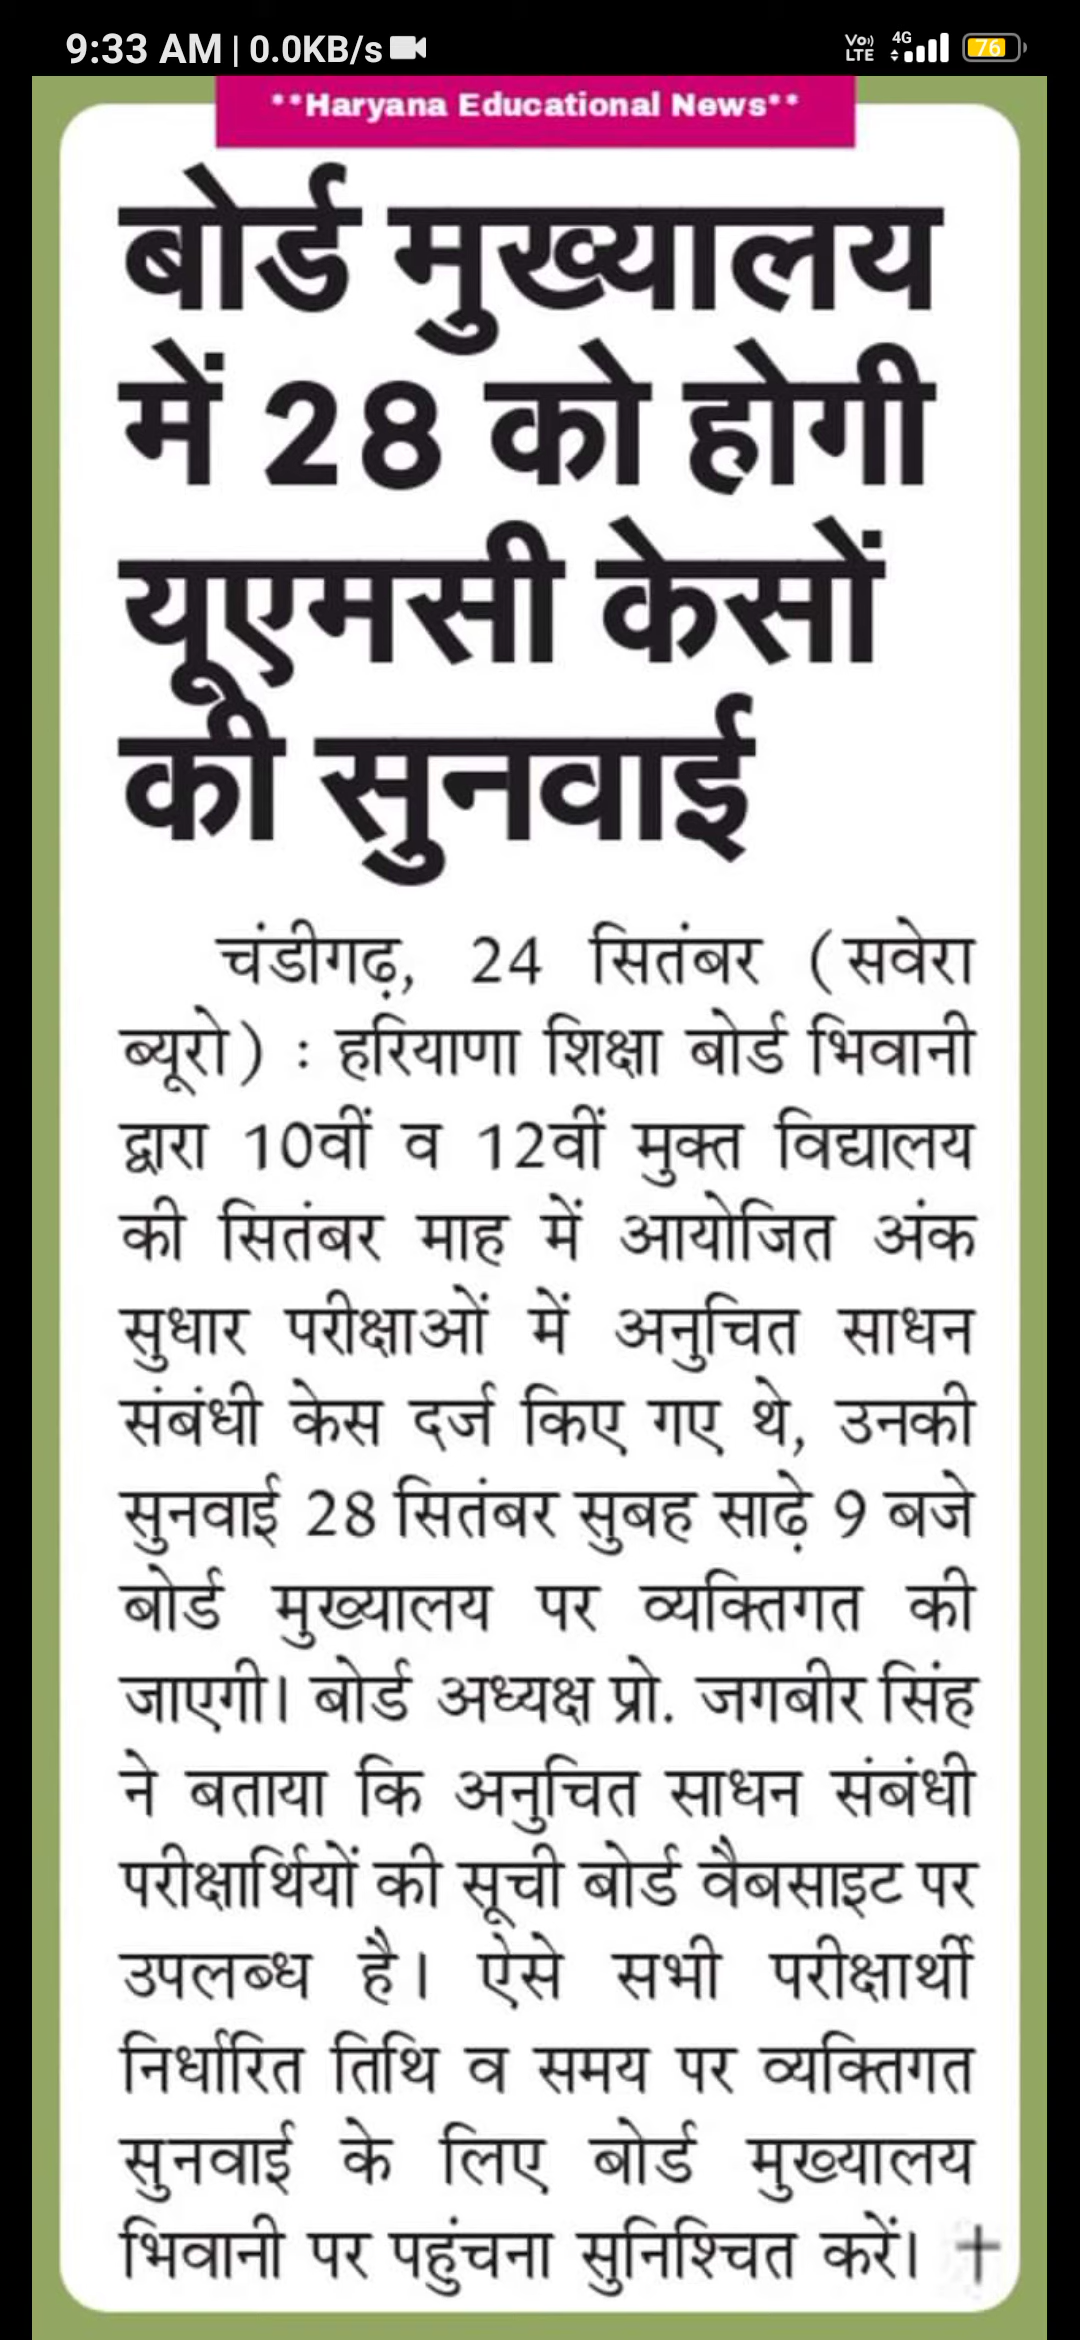 9:33 AM | 0.0KB/s
Vo)) LTE 4G 76
**Haryana Educational News**
बोर्ड मुख्यालय
में 28 को होगी
यूएमसी केसों
की सुनवाई
चंडीगढ़, 24 सितंबर (सवेरा
ब्यूरो) : हरियाणा शिक्षा बोर्ड भिवानी
द्वारा 10वीं व 12वीं मुक्त विद्यालय
की सितंबर माह में आयोजित अंक
सुधार परीक्षाओं में अनुचित साधन
संबंधी केस दर्ज किए गए थे, उनकी
सुनवाई 28 सितंबर सुबह साढ़े 9 बजे
बोर्ड मुख्यालय पर व्यक्तिगत की
जाएगी। बोर्ड अध्यक्ष प्रो. जगबीर सिंह
ने बताया कि अनुचित साधन संबंधी
परीक्षार्थियों की सूची बोर्ड वैबसाइट पर
उपलब्ध है। ऐसे सभी परीक्षार्थी
निर्धारित तिथि व समय पर व्यक्तिगत
सुनवाई के लिए बोर्ड मुख्यालय
भिवानी पर पहुंचना सुनिश्चित करें।